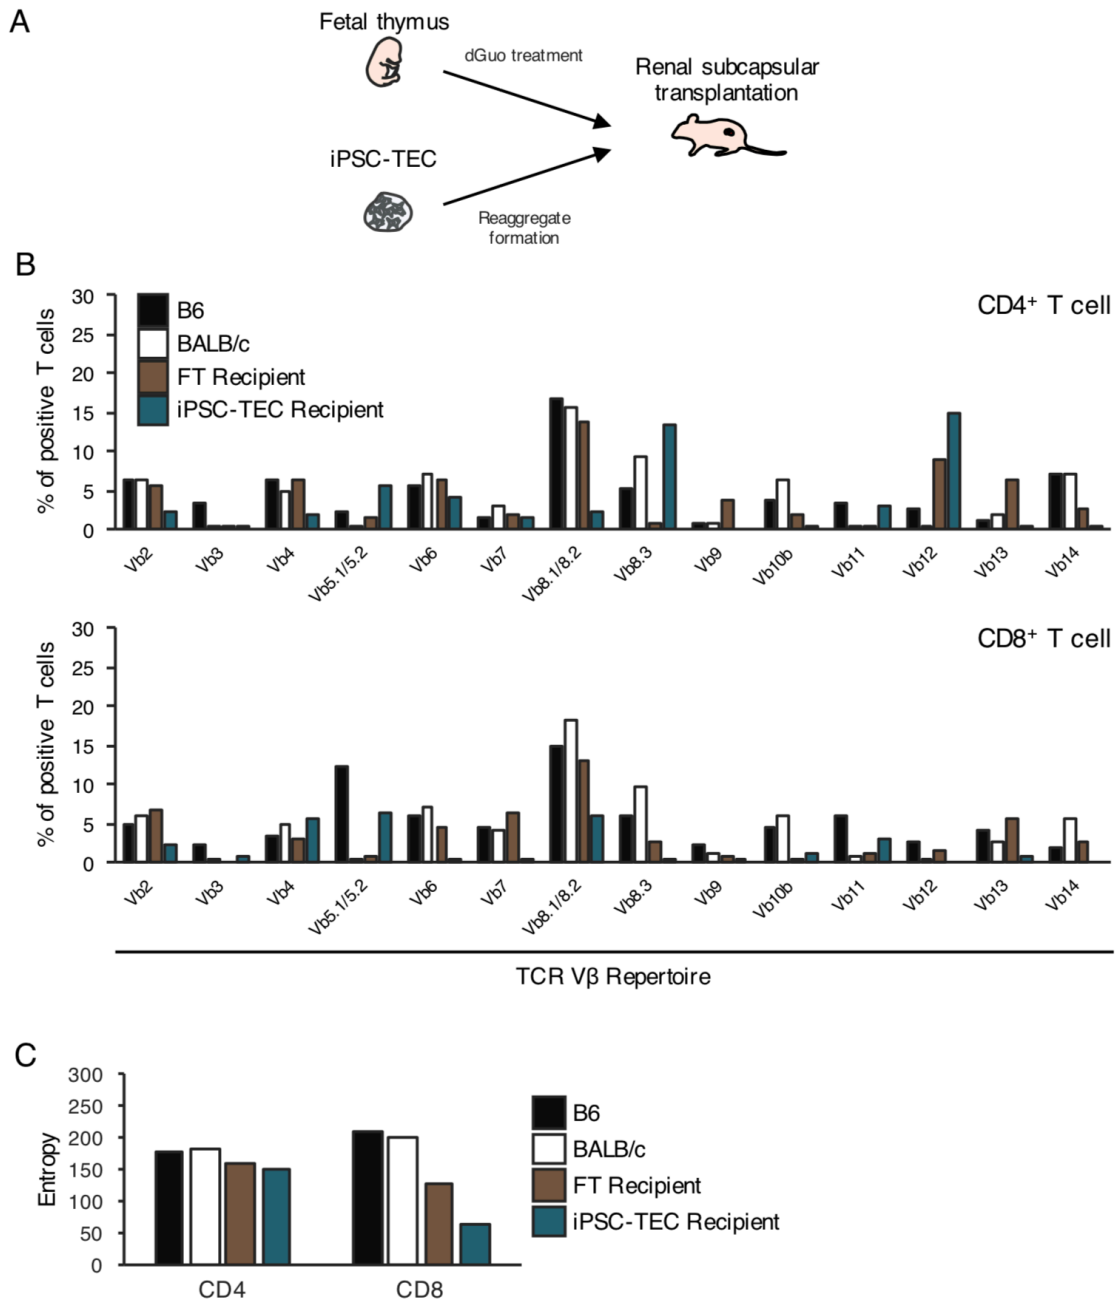 A
Fetal thymus
dGuo treatment
Renal subcapsular
transplantation
iPSC-TEC
Reaggregate
formation
B
CD4+ T cell
% of positive T cells
30
25
20
15
10
5
0
B6
BALB/c
FT Recipient
iPSC-TEC Recipient
Vb2
Vb3
Vb4
Vb5.1/5.2
Vb6
Vb7
Vb8.1/8.2
Vb8.3
Vb9
Vb10b
Vb11
Vb12
Vb13
Vb14
CD8+ T cell
% of positive T cells
30
25
20
15
10
5
0
Vb2
Vb3
Vb4
Vb5.1/5.2
Vb6
Vb7
Vb8.1/8.2
Vb8.3
Vb9
Vb10b
Vb11
Vb12
Vb13
Vb14
TCR Vβ Repertoire
C
Entropy
300
250
200
150
100
50
0
CD4
CD8
B6
BALB/c
FT Recipient
iPSC-TEC Recipient